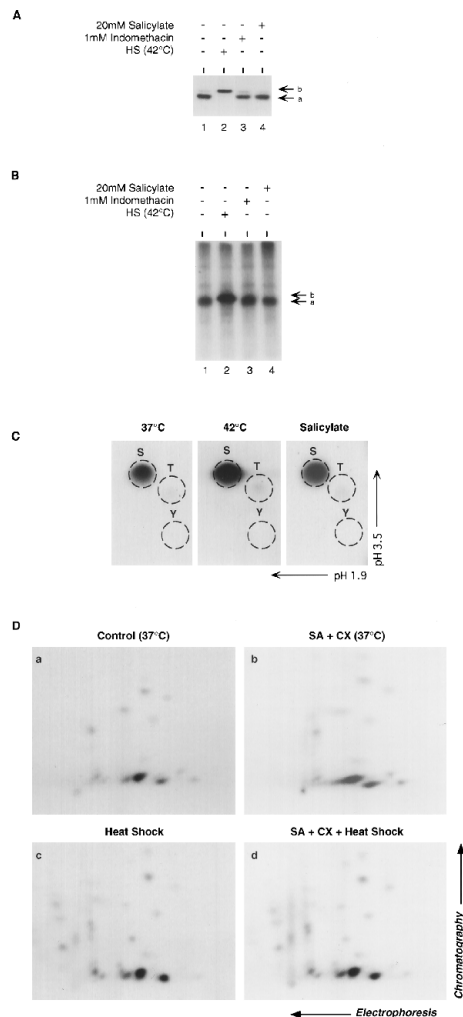 A
20mM Salicylate - - - +
1mM Indomethacin - - + -
HS (42°C) - + - -
b
a
1 2 3 4
B
20mM Salicylate - - - +
1mM Indomethacin - - + -
HS (42°C) - + - -
b
a
1 2 3 4
C
37°C 42°C Salicylate
S S S
T T T
Y Y Y
pH 3.5
pH 1.9
D
Control (37°C) SA + CX (37°C)
a b
Heat Shock SA + CX + Heat Shock
c d
Chromatography
Electrophoresis